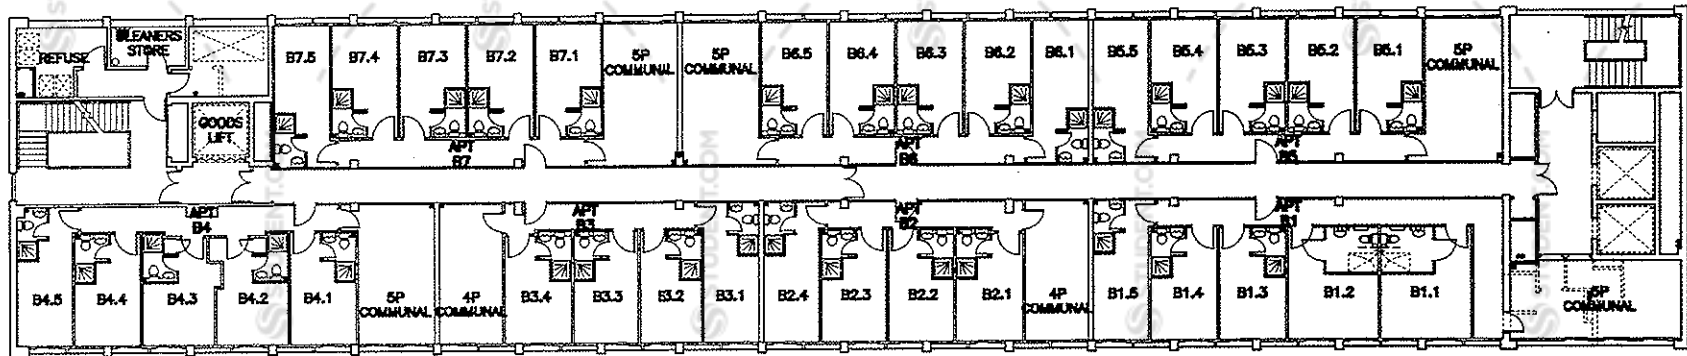 REFUSE
CLEANERS
STORE
GOODS
LIFT
B7.5
B7.4
B7.3
B7.2
B7.1
5P
COMMUNAL
APT
B7
5P
COMMUNAL
B6.5
B6.4
B6.3
B6.2
B6.1
APT
B6
B5.5
B5.4
B5.3
B5.2
B5.1
5P
COMMUNAL
APT
B5
APT
B4
B4.5
B4.4
B4.3
B4.2
B4.1
5P
COMMUNAL
4P
COMMUNAL
APT
B3
B3.4
B3.3
B3.2
B3.1
APT
B2
B2.4
B2.3
B2.2
B2.1
4P
COMMUNAL
APT
B1
B1.5
B1.4
B1.3
B1.2
B1.1
5P
COMMUNAL
STUDENT.COM
STUDENT.COM